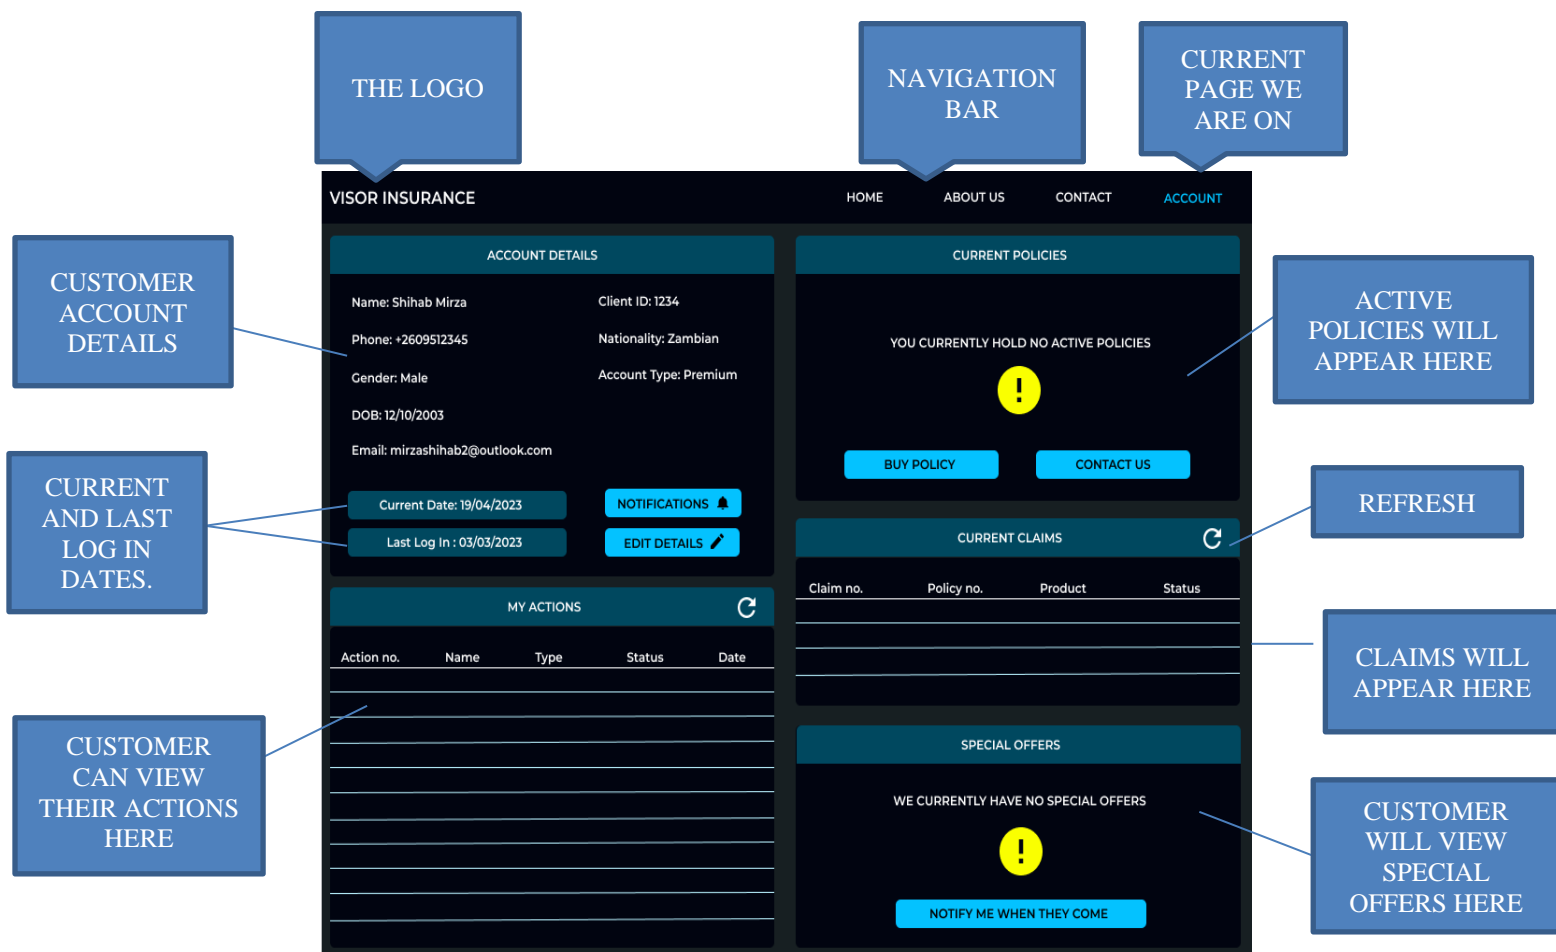 THE LOGO
NAVIGATION
BAR
CURRENT
PAGE WE
ARE ON
VISOR INSURANCE
HOME
ABOUT US
CONTACT
ACCOUNT
CUSTOMER
ACCOUNT
DETAILS
ACCOUNT DETAILS
Name: Shihab Mirza
Client ID: 1234
Phone: +2609512345
Nationality: Zambian
Gender: Male
Account Type: Premium
DOB: 12/10/2003
Email: mirzashihab2@outlook.com
CURRENT
AND LAST
LOG IN
DATES.
Current Date: 19/04/2023
NOTIFICATIONS
Last Log In : 03/03/2023
EDIT DETAILS
CURRENT POLICIES
YOU CURRENTLY HOLD NO ACTIVE POLICIES
!
BUY POLICY
CONTACT US
ACTIVE
POLICIES WILL
APPEAR HERE
REFRESH
CURRENT CLAIMS
Claim no.
Policy no.
Product
Status
CLAIMS WILL
APPEAR HERE
MY ACTIONS
Action no.
Name
Type
Status
Date
CUSTOMER
CAN VIEW
THEIR ACTIONS
HERE
SPECIAL OFFERS
WE CURRENTLY HAVE NO SPECIAL OFFERS
!
NOTIFY ME WHEN THEY COME
CUSTOMER
WILL VIEW
SPECIAL
OFFERS HERE